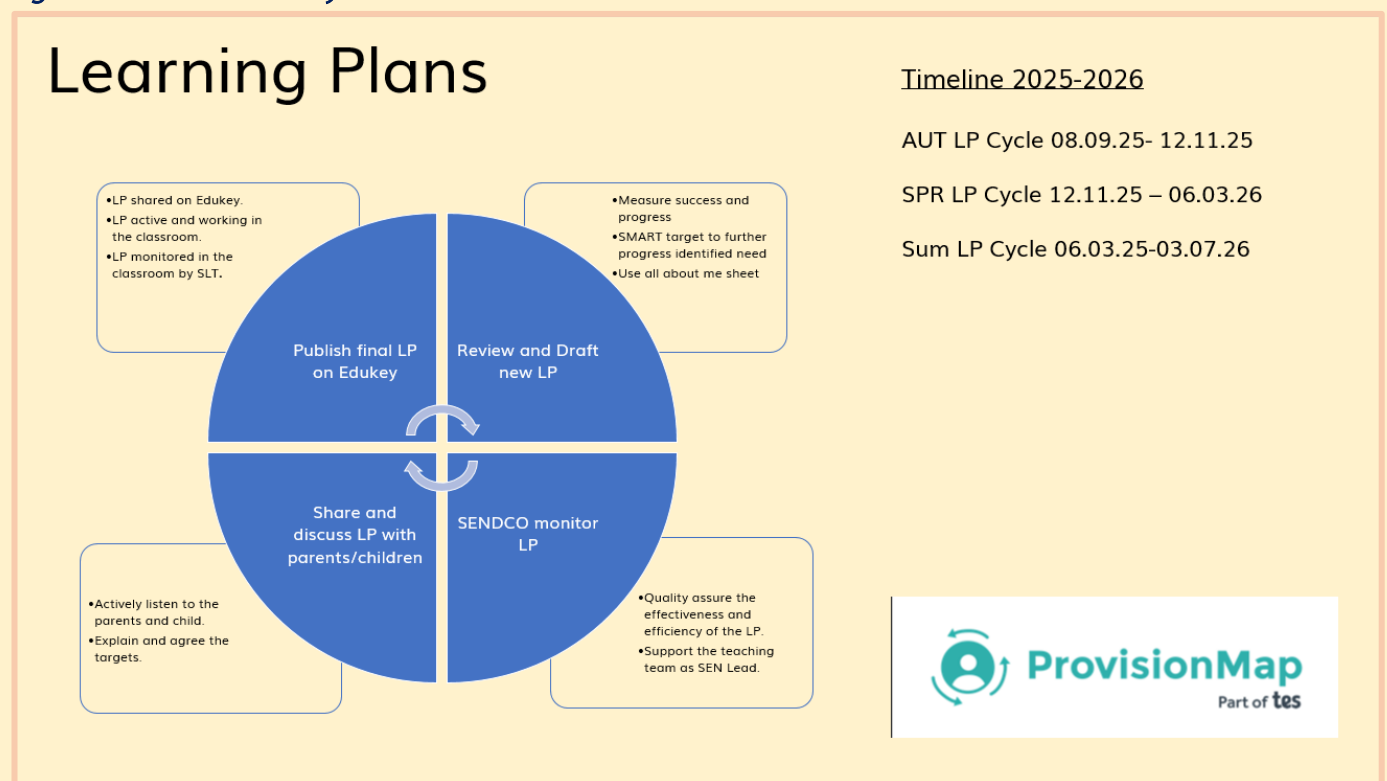 Learning Plans
Timeline 2025-2026
AUT LP Cycle 08.09.25- 12.11.25
SPR LP Cycle 12.11.25 – 06.03.26
Sum LP Cycle 06.03.25-03.07.26
•LP shared on Edukey.
•LP active and working in
the classroom.
•LP monitored in the
classroom by SLT.
•Measure success and
progress
•SMART target to further
progress identified need
•Use all about me sheet
Publish final LP
on Edukey
Review and Draft
new LP
Share and
discuss LP with
parents/children
SENDCO monitor
LP
•Actively listen to the
parents and child.
•Explain and agree the
targets.
•Quality assure the
effectiveness and
efficiency of the LP.
•Support the teaching
team as SEN Lead.
ProvisionMap
Part of tes